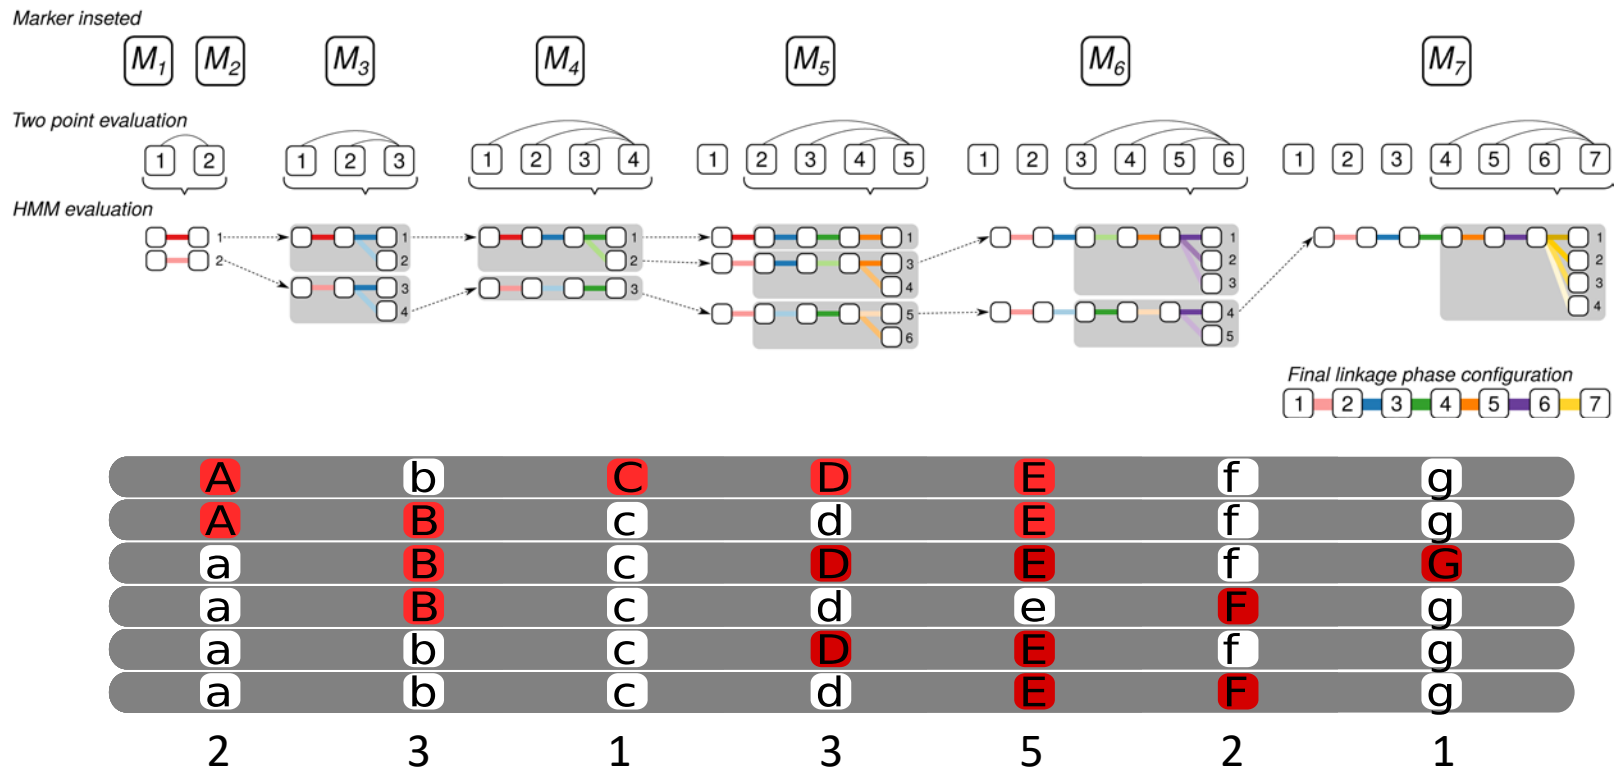 Marker inseted
M1 M2 M3 M4 M5 M6 M7
Two point evaluation
1 2 1 2 3 1 2 3 4 1 2 3 4 5 1 2 3 4 5 6 1 2 3 4 5 6 7
HMM evaluation
1 1 1 1 1 1
2 2 2 3 2 2
3 3 4 3 3
4 5 4 4
6 5
Final linkage phase configuration
1 2 3 4 5 6 7
A b C D E f g
A B c d E f g
a B c D E f G
a B c d e F g
a b c D E f g
a b c d E F g
2 3 1 3 5 2 1